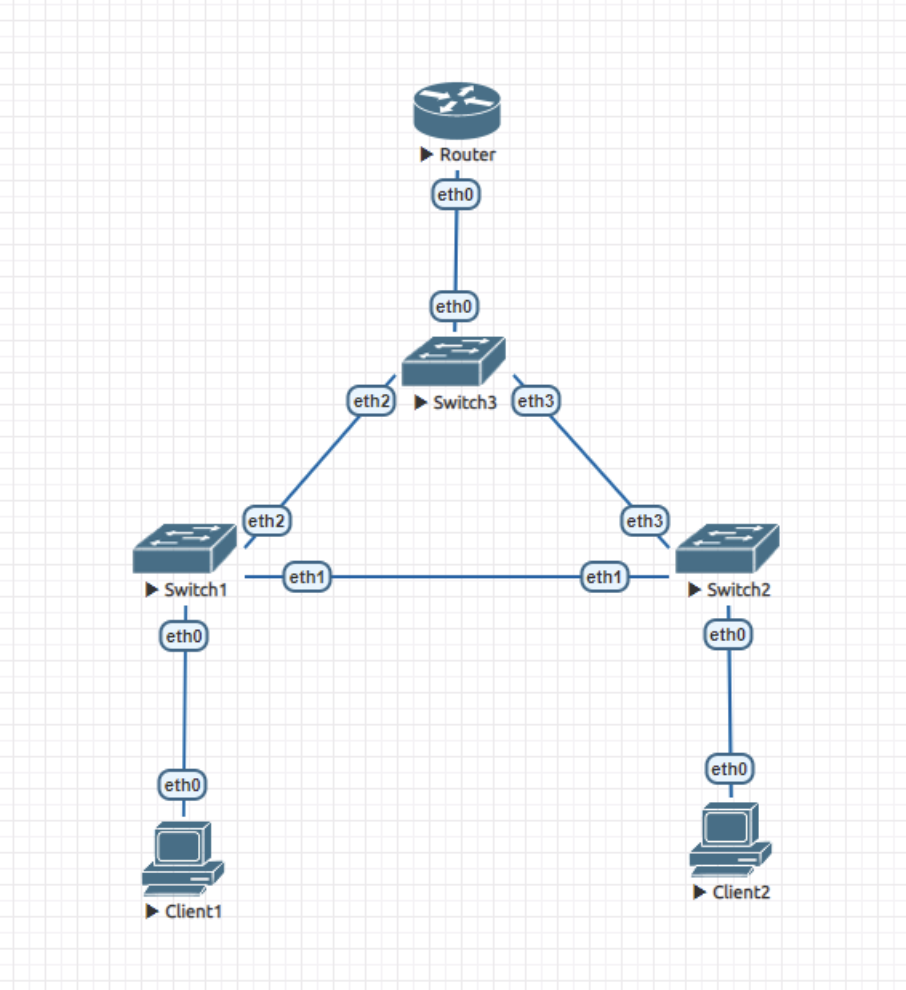 Router
eth0
eth0
eth2
Switch3
eth3
eth2
eth3
eth1
eth1
Switch1
Switch2
eth0
eth0
eth0
eth0
Client1
Client2